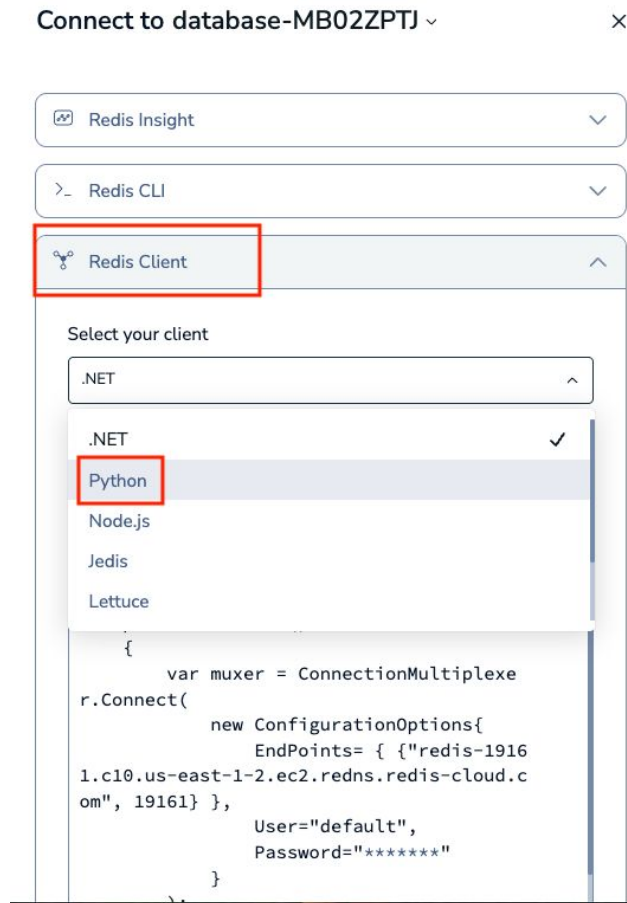 Connect to database-MB02ZPTJ
Redis Insight
>_ Redis CLI
Redis Client
Select your client
.NET
.NET
Python
Node.js
Jedis
Lettuce
{
var muxer = ConnectionMultiplexe
r.Connect(
new ConfigurationOptions{
EndPoints= { {"redis-1916
1.c10.us-east-1-2.ec2.redns.redis-cloud.c
om", 19161} },
User="default",
Password="*******"
}